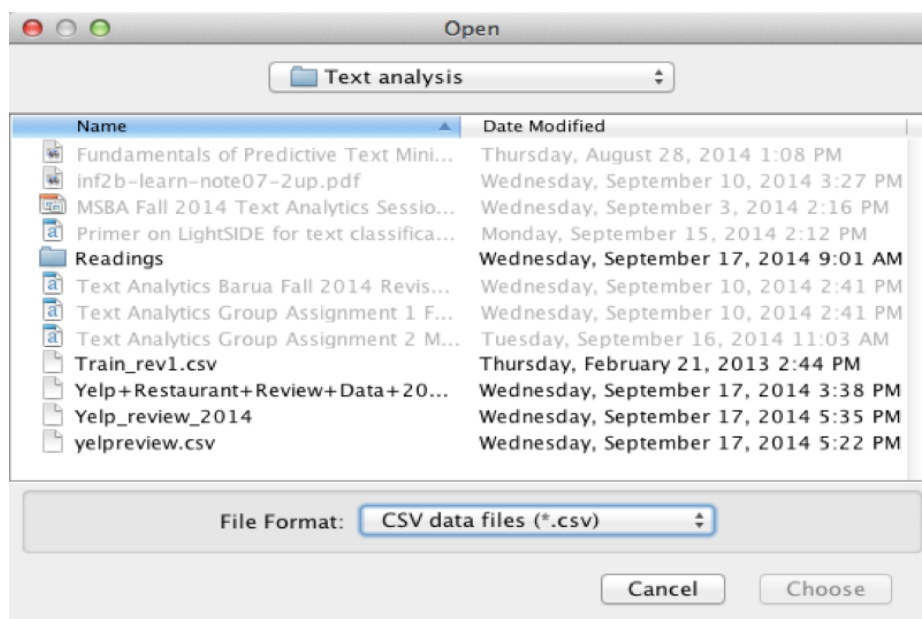 Open
Text analysis
Name Date Modified
Fundamentals of Predictive Text Mini... Thursday, August 28, 2014 1:08 PM
inf2b-learn-note07-2up.pdf Wednesday, September 10, 2014 3:27 PM
MSBA Fall 2014 Text Analytics Sessio... Wednesday, September 3, 2014 2:16 PM
Primer on LightSIDE for text classifica... Monday, September 15, 2014 2:12 PM
Readings Wednesday, September 17, 2014 9:01 AM
Text Analytics Barua Fall 2014 Revis... Wednesday, September 10, 2014 2:41 PM
Text Analytics Group Assignment 1 F... Wednesday, September 10, 2014 2:41 PM
Text Analytics Group Assignment 2 M... Tuesday, September 16, 2014 11:03 AM
Train_rev1.csv Thursday, February 21, 2013 2:44 PM
Yelp+Restaurant+Review+Data+20... Wednesday, September 17, 2014 3:38 PM
Yelp_review_2014 Wednesday, September 17, 2014 5:35 PM
yelpreview.csv Wednesday, September 17, 2014 5:22 PM
File Format: CSV data files (*.csv)
Cancel Choose